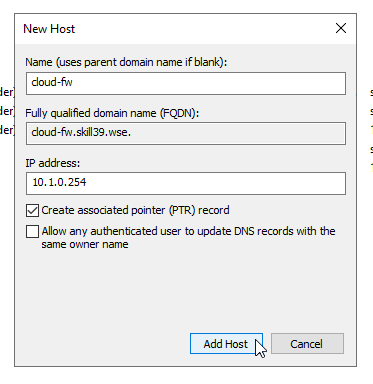 New Host
Name (uses parent domain name if blank):
cloud-fw
Fully qualified domain name (FQDN):
cloud-fw.skill39.wse.
IP address:
10.1.0.254
Create associated pointer (PTR) record
Allow any authenticated user to update DNS records with the
same owner name
Add Host
Cancel